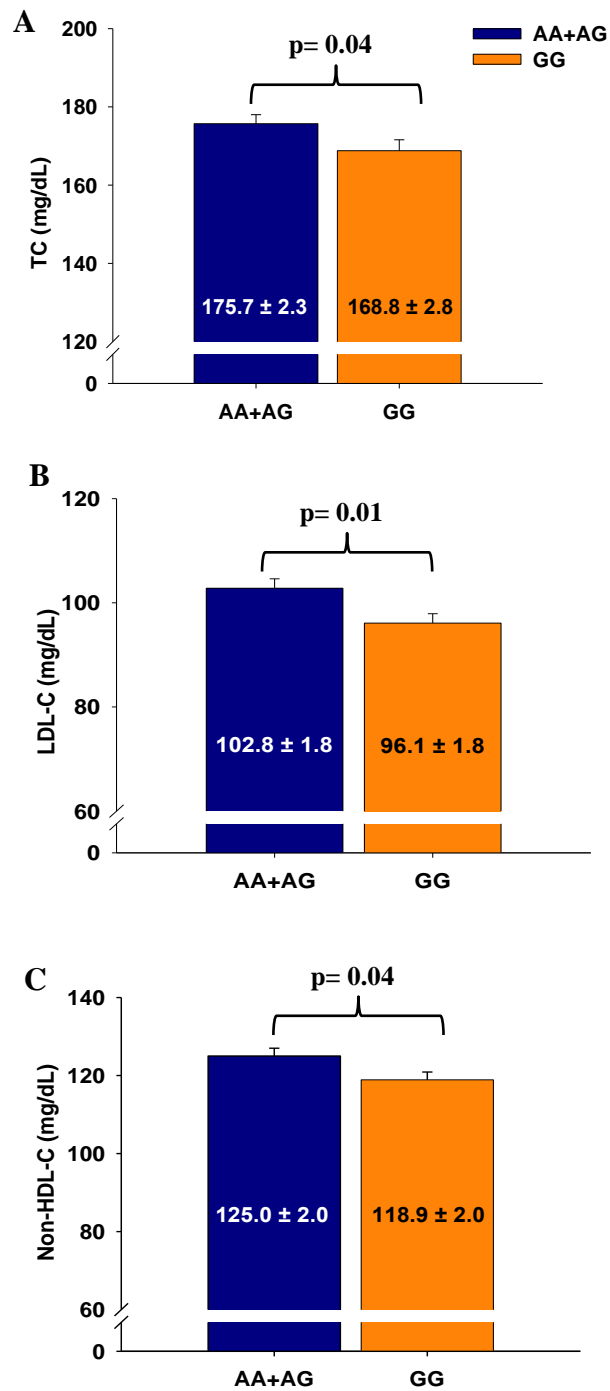 A
AA+AG
GG
p= 0.04
200
180
160
140
120
0
TC (mg/dL)
175.7 ± 2.3
168.8 ± 2.8
AA+AG GG
B
p= 0.01
120
100
80
60
0
LDL-C (mg/dL)
102.8 ± 1.8
96.1 ± 1.8
AA+AG GG
C
p= 0.04
140
120
100
80
60
0
Non-HDL-C (mg/dL)
125.0 ± 2.0
118.9 ± 2.0
AA+AG GG